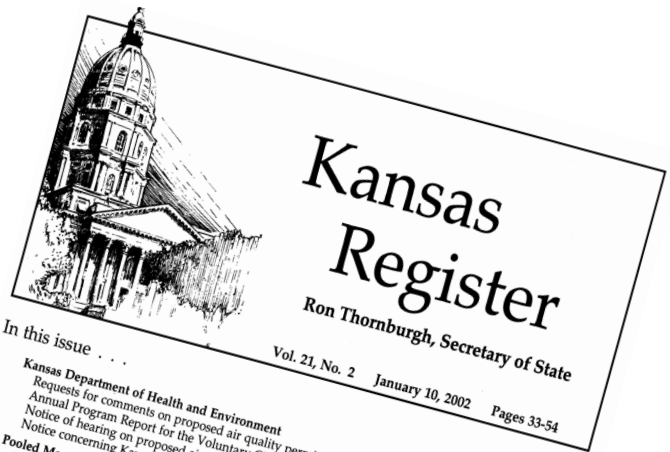 Kansas
Register
Ron Thornburgh, Secretary of State
Vol. 21, No. 2 January 10, 2002 Pages 33-54
In this issue . . .
Kansas Department of Health and Environment
Requests for comments on proposed air quality
Annual Program Report for the Voluntary
Notice of hearing on proposed
Notice concerning
Pooled